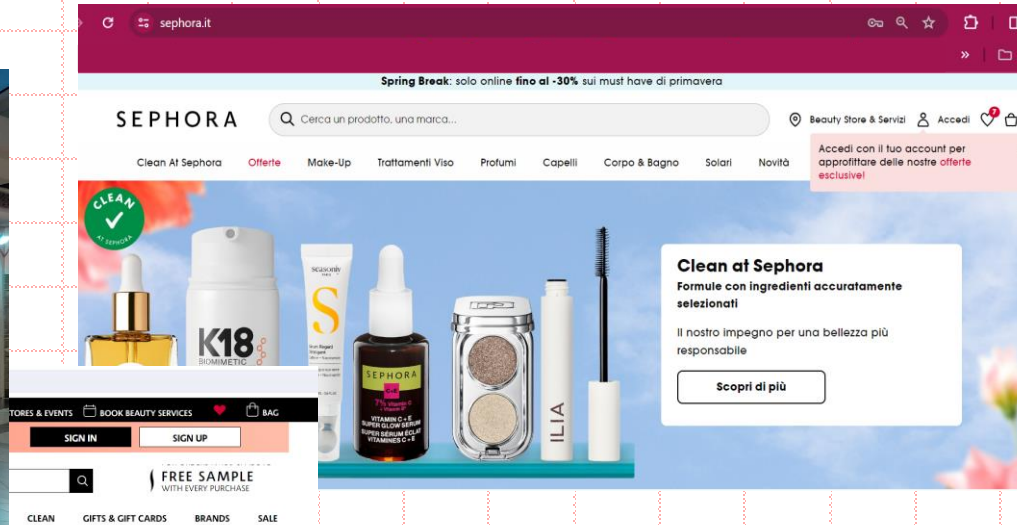 sephora.it
»
Spring Break: solo online fino al -30% sui must have di primavera
SEPHORA
Cerca un prodotto, una marca...
Beauty Store & Servizi
Accedi
7
Clean At Sephora Offerte Make-Up Trattamenti Viso Profumi Capelli Corpo & Bagno Solari Novità
Accedi con il tuo account per
approfittare delle nostre offerte
esclusive!
CLEAN
AT SEPHORA
K18
BIOMIMETIC
seasonly
S
SEPHORA
C+E
7% Vitamin C
+ Vitamin E
VITAMIN C + E
SUPER GLOW SERUM
SUPER SÉRUM ÉCLAT
VITAMINES C + E
ILIA
Clean at Sephora
Formule con ingredienti accuratamente
selezionati
Il nostro impegno per una bellezza più
responsabile
Scopri di più
TORES & EVENTS BOOK BEAUTY SERVICES BAG
SIGN IN SIGN UP
FREE SAMPLE
WITH EVERY PURCHASE
CLEAN GIFTS & GIFT CARDS BRANDS SALE